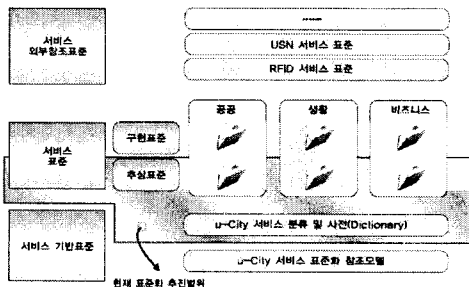 서비스
외부참조표준
USN 서비스 표준
RFID 서비스 표준
서비스
표준
구현표준
추상표준
공공
생활
비즈니스
서비스 기반표준
u-City 서비스 분류 및 사전(Dictionary)
u-City 서비스 표준화 참조모델
현재 표준화 추진범위